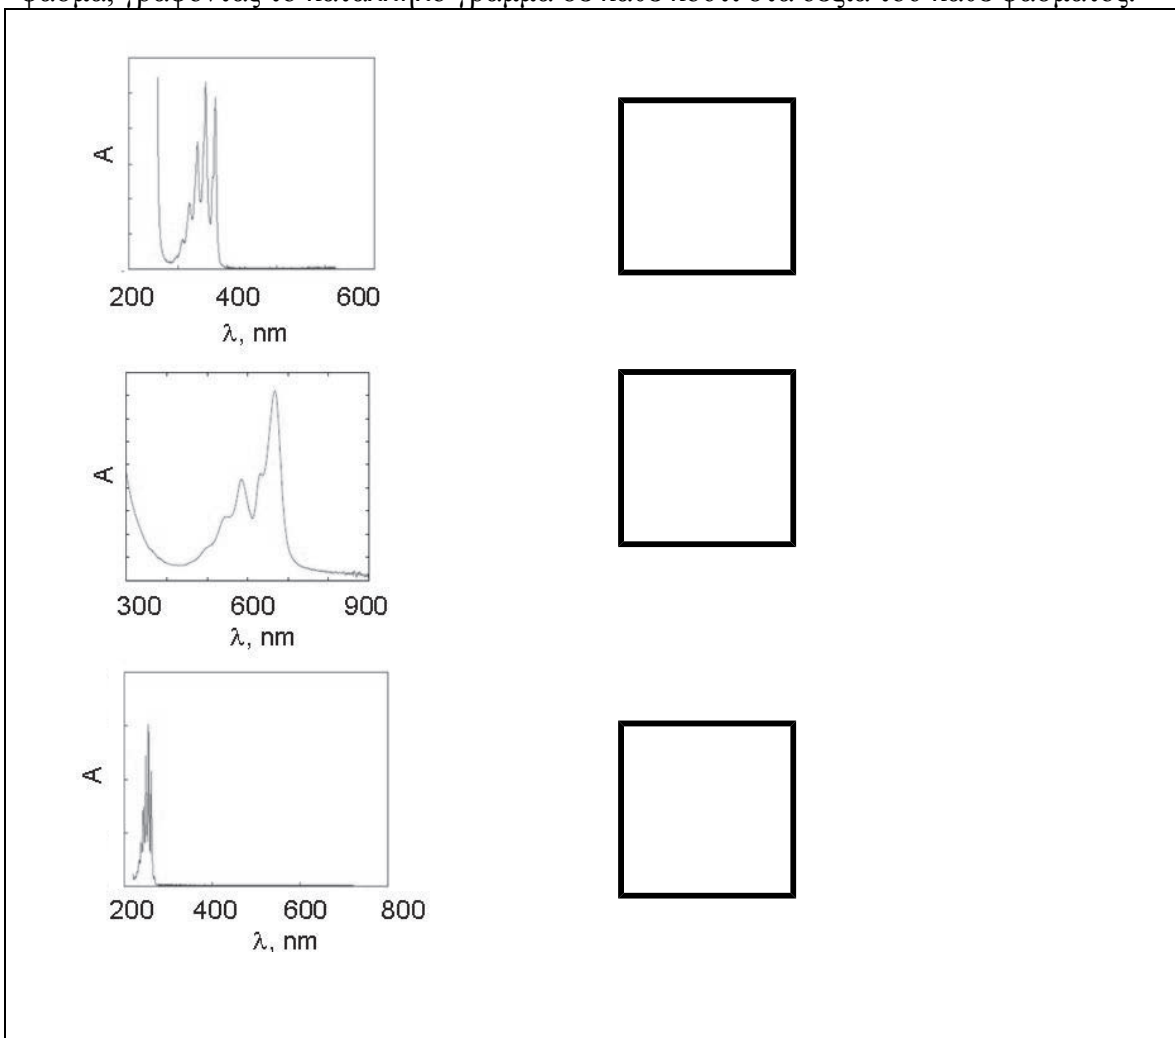 φάσμα, γράφοντας το κατάλληλο γράμμα σε κάθε κουτί στα δεξιά του κάθε φάσματος.
A
200 400 600
λ, nm
A
300 600 900
λ, nm
A
200 400 600 800
λ, nm